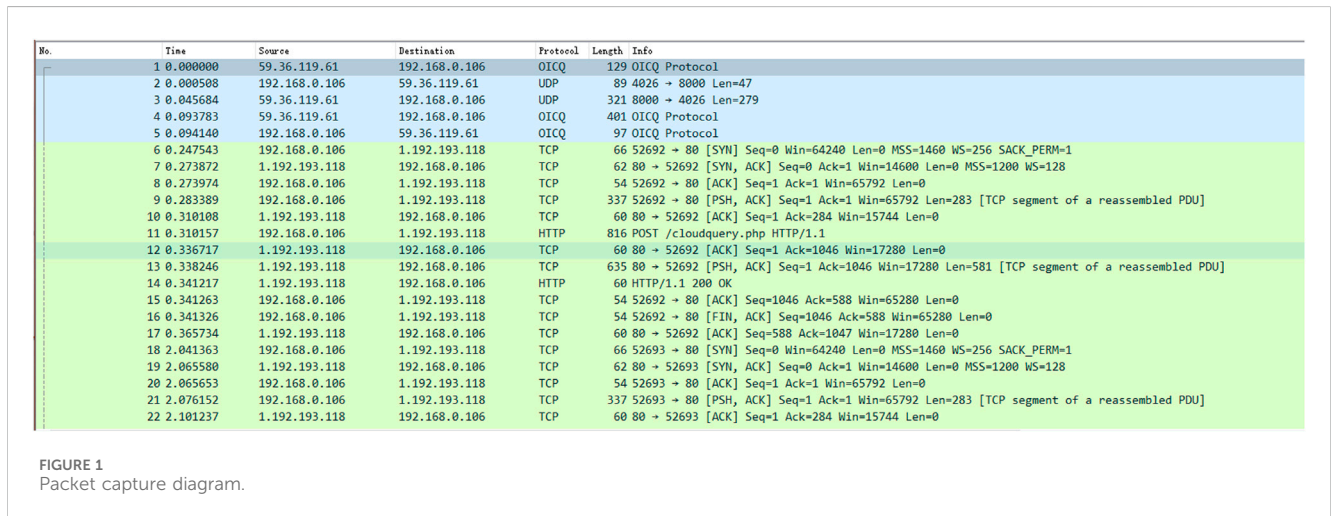 No. Time Source Destination Protocol Length Info
1 0.000000 59.36.119.61 192.168.0.106 OICQ 129 OICQ Protocol
2 0.000508 192.168.0.106 59.36.119.61 UDP 89 4026 → 8000 Len=47
3 0.045684 59.36.119.61 192.168.0.106 UDP 321 8000 → 4026 Len=279
4 0.093783 59.36.119.61 192.168.0.106 OICQ 401 OICQ Protocol
5 0.094140 192.168.0.106 59.36.119.61 OICQ 97 OICQ Protocol
6 0.247543 192.168.0.106 1.192.193.118 TCP 66 52692 → 80 [SYN] Seq=0 Win=64240 Len=0 MSS=1460 WS=256 SACK_PERM=1
7 0.273872 192.168.0.106 1.192.193.118 TCP 62 80 → 52692 [SYN, ACK] Seq=0 Ack=1 Win=14600 Len=0 MSS=1200 WS=128
8 0.273974 192.168.0.106 1.192.193.118 TCP 54 52692 → 80 [ACK] Seq=1 Ack=1 Win=65792 Len=0
9 0.283389 192.168.0.106 1.192.193.118 TCP 337 52692 → 80 [PSH, ACK] Seq=1 Ack=1 Win=65792 Len=283 [TCP segment of a reassembled PDU]
10 0.310108 192.168.0.106 1.192.193.118 TCP 60 80 → 52692 [ACK] Seq=1 Ack=284 Win=15744 Len=0
11 0.310157 192.168.0.106 1.192.193.118 HTTP 816 POST /cloudquery.php HTTP/1.1
12 0.336717 1.192.193.118 192.168.0.106 TCP 60 80 → 52692 [ACK] Seq=1 Ack=1046 Win=17280 Len=0
13 0.338246 1.192.193.118 192.168.0.106 TCP 635 80 → 52692 [PSH, ACK] Seq=1 Ack=1046 Win=17280 Len=581 [TCP segment of a reassembled PDU]
14 0.341217 1.192.193.118 192.168.0.106 HTTP 60 HTTP/1.1 200 OK
15 0.341263 192.168.0.106 1.192.193.118 TCP 54 52692 → 80 [ACK] Seq=1046 Ack=588 Win=65280 Len=0
16 0.341326 192.168.0.106 1.192.193.118 TCP 54 52692 → 80 [FIN, ACK] Seq=1046 Ack=588 Win=65280 Len=0
17 0.365734 192.168.0.106 1.192.193.118 TCP 60 80 → 52692 [ACK] Seq=588 Ack=1047 Win=17280 Len=0
18 2.041363 192.168.0.106 1.192.193.118 TCP 66 52693 → 80 [SYN] Seq=0 Win=64240 Len=0 MSS=1460 WS=256 SACK_PERM=1
19 2.065580 192.168.0.106 1.192.193.118 TCP 62 80 → 52693 [SYN, ACK] Seq=0 Ack=1 Win=14600 Len=0 MSS=1200 WS=128
20 2.065653 192.168.0.106 1.192.193.118 TCP 54 52693 → 80 [ACK] Seq=1 Ack=1 Win=65792 Len=0
21 2.076152 192.168.0.106 1.192.193.118 TCP 337 52693 → 80 [PSH, ACK] Seq=1 Ack=1 Win=65792 Len=283 [TCP segment of a reassembled PDU]
22 2.101237 1.192.193.118 192.168.0.106 TCP 60 80 → 52693 [ACK] Seq=1 Ack=284 Win=15744 Len=0
FIGURE 1
Packet capture diagram.